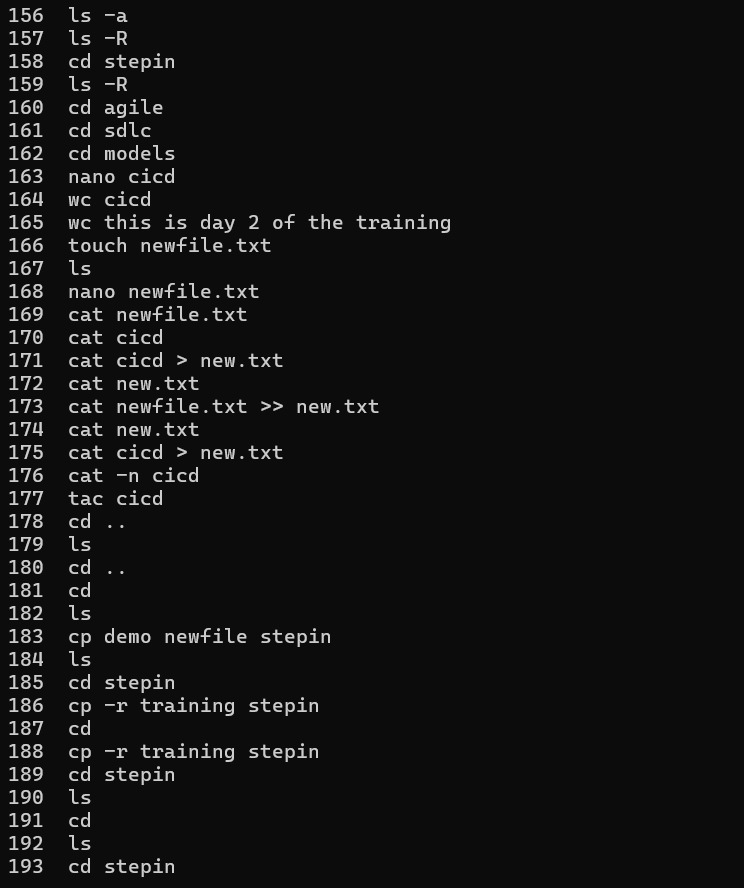 156  ls -a
157  ls -R
158  cd stepin
159  ls -R
160  cd agile
161  cd sdlc
162  cd models
163  nano cicd
164  wc cicd
165  wc this is day 2 of the training
166  touch newfile.txt
167  ls
168  nano newfile.txt
169  cat newfile.txt
170  cat cicd
171  cat cicd > new.txt
172  cat new.txt
173  cat newfile.txt >> new.txt
174  cat new.txt
175  cat cicd > new.txt
176  cat -n cicd
177  tac cicd
178  cd ..
179  ls
180  cd ..
181  cd
182  ls
183  cp demo newfile stepin
184  ls
185  cd stepin
186  cp -r training stepin
187  cd
188  cp -r training stepin
189  cd stepin
190  ls
191  cd
192  ls
193  cd stepin